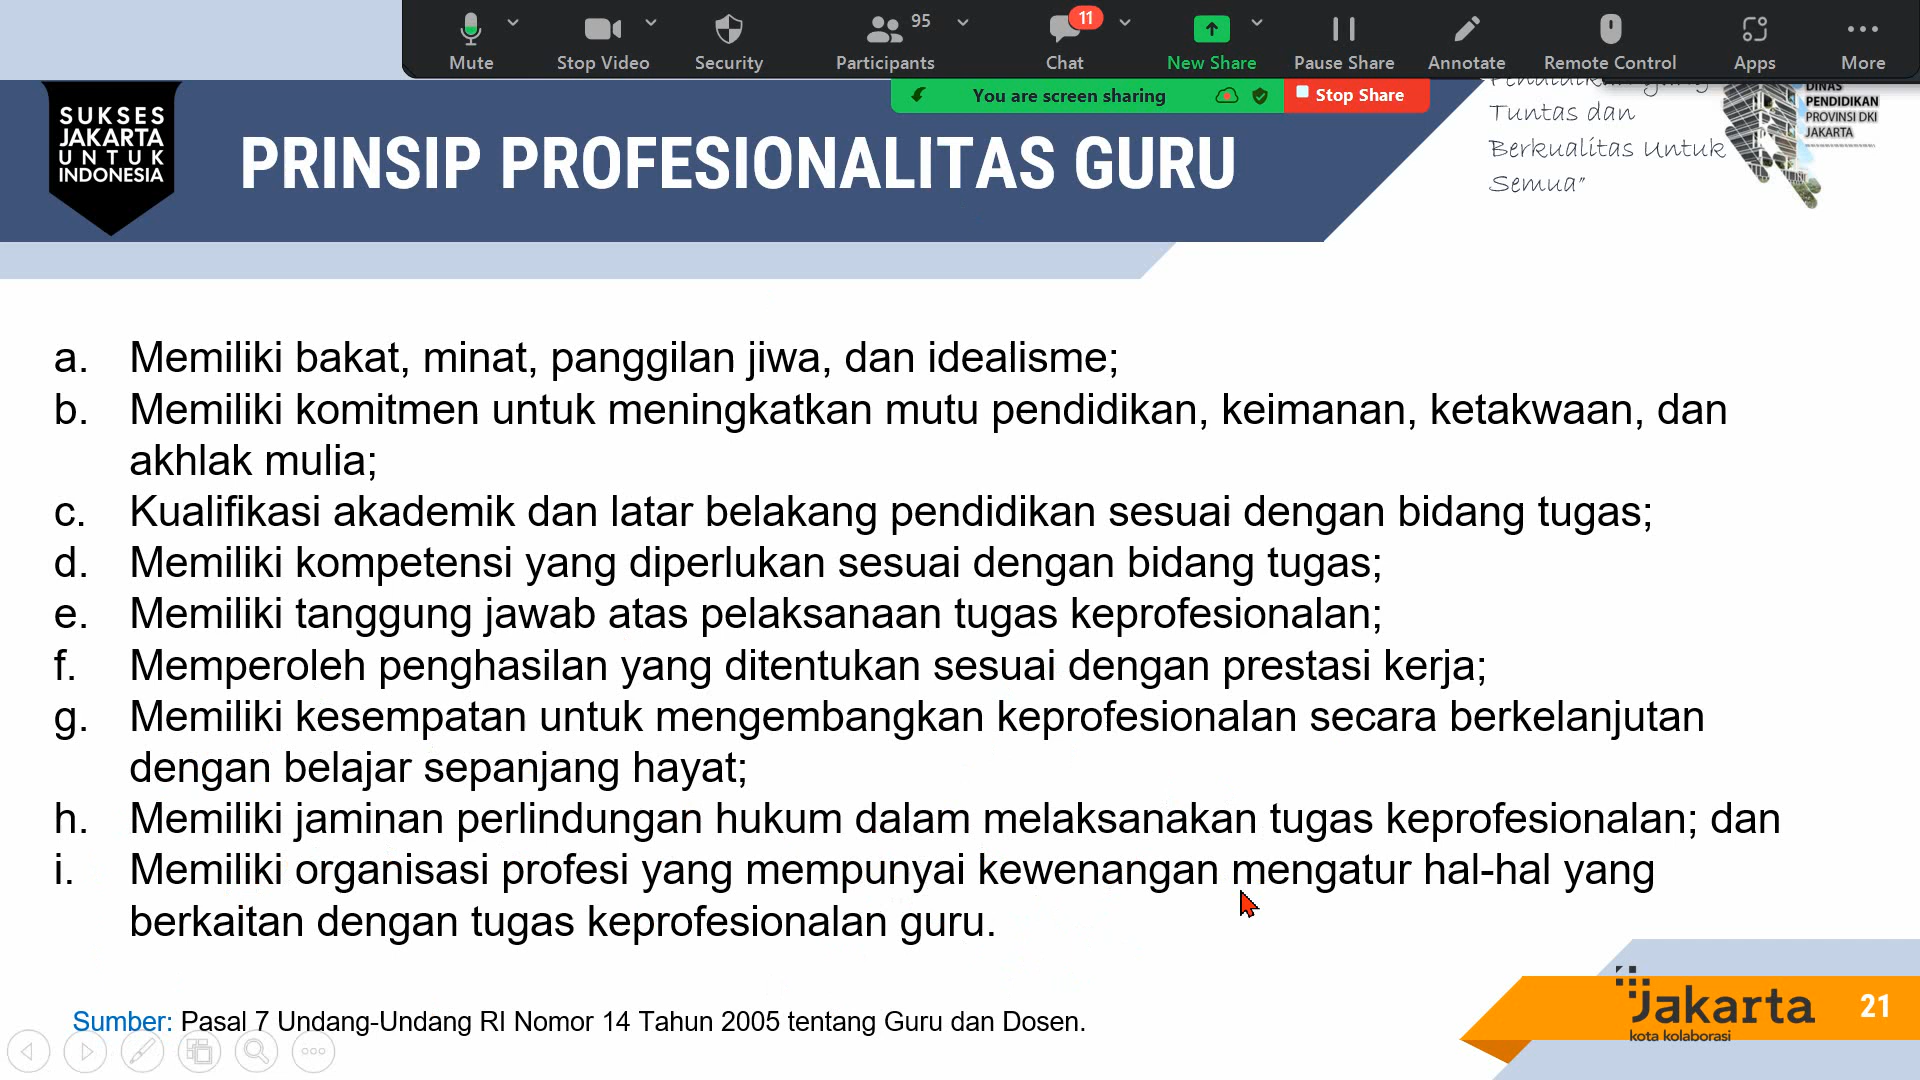 95
11
Mute
Stop Video
Security
Participants
Chat
New Share
Pause Share
Annotate
Remote Control
Apps
More
You are screen sharing
Stop Share
SUKSES
JAKARTA
UNTUK
INDONESIA
PRINSIP PROFESIONALITAS GURU
Pendidikan yang
Tuntas dan
Berkualitas Untuk
Semua”
DINAS
PENDIDIKAN
PROVINSI DKI
JAKARTA
a. Memiliki bakat, minat, panggilan jiwa, dan idealisme;
b. Memiliki komitmen untuk meningkatkan mutu pendidikan, keimanan, ketakwaan, dan
akhlak mulia;
c. Kualifikasi akademik dan latar belakang pendidikan sesuai dengan bidang tugas;
d. Memiliki kompetensi yang diperlukan sesuai dengan bidang tugas;
e. Memiliki tanggung jawab atas pelaksanaan tugas keprofesionalan;
f. Memperoleh penghasilan yang ditentukan sesuai dengan prestasi kerja;
g. Memiliki kesempatan untuk mengembangkan keprofesionalan secara berkelanjutan
dengan belajar sepanjang hayat;
h. Memiliki jaminan perlindungan hukum dalam melaksanakan tugas keprofesionalan; dan
i. Memiliki organisasi profesi yang mempunyai kewenangan mengatur hal-hal yang
berkaitan dengan tugas keprofesionalan guru.
Sumber: Pasal 7 Undang-Undang RI Nomor 14 Tahun 2005 tentang Guru dan Dosen.
jakarta
kota kolaborasi
21